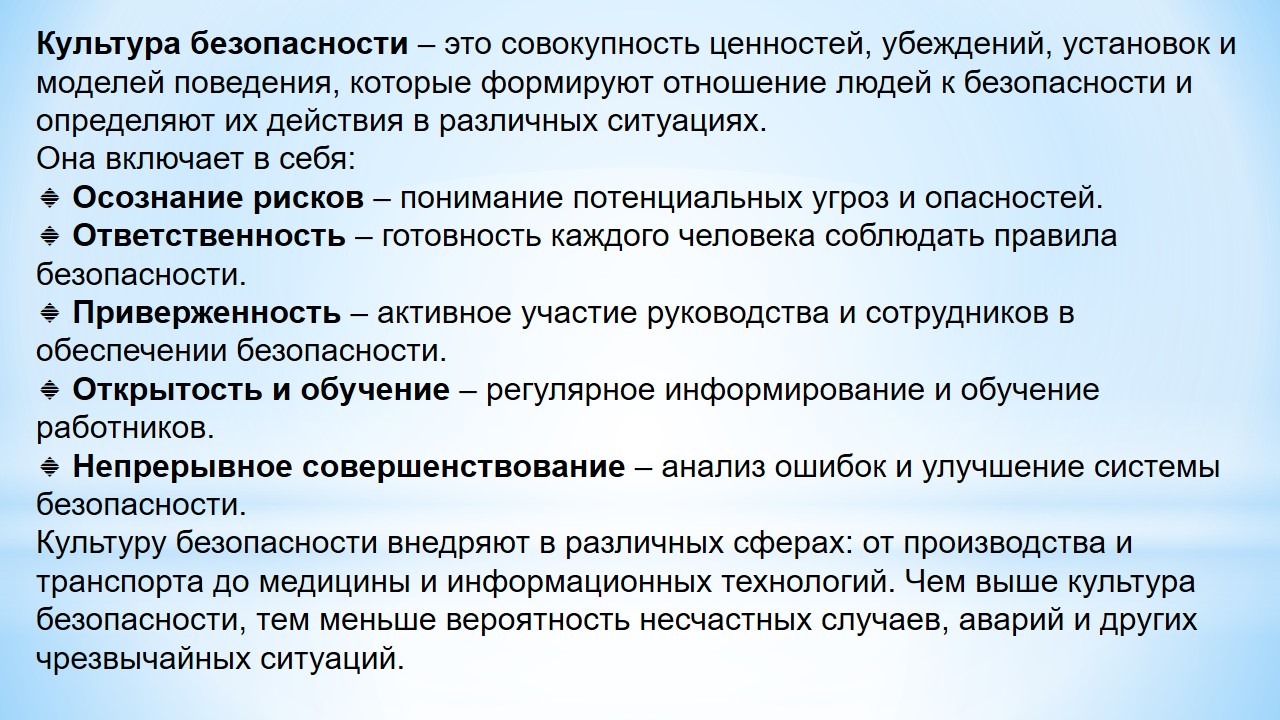 Культура безопасности – это совокупность ценностей, убеждений, установок и
моделей поведения, которые формируют отношение людей к безопасности и
определяют их действия в различных ситуациях.
Она включает в себя:
Осознание рисков – понимание потенциальных угроз и опасностей.
Ответственность – готовность каждого человека соблюдать правила
безопасности.
Приверженность – активное участие руководства и сотрудников в
обеспечении безопасности.
Открытость и обучение – регулярное информирование и обучение
работников.
Непрерывное совершенствование – анализ ошибок и улучшение системы
безопасности.
Культуру безопасности внедряют в различных сферах: от производства и
транспорта до медицины и информационных технологий. Чем выше культура
безопасности, тем меньше вероятность несчастных случаев, аварий и других
чрезвычайных ситуаций.